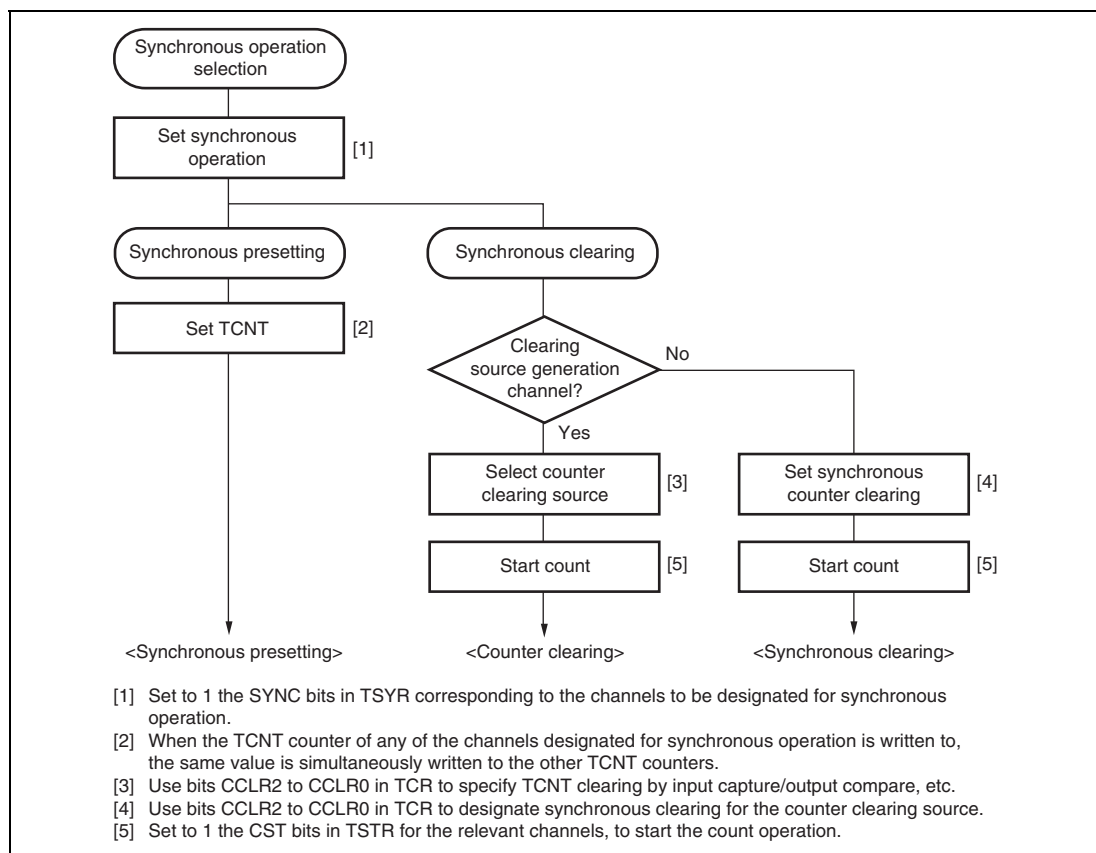 Synchronous operation
selection
Set synchronous
operation
[1]
Synchronous presetting
Synchronous clearing
Set TCNT
[2]
Clearing
source generation
channel?
No
Yes
Select counter
clearing source
[3]
Set synchronous
counter clearing
[4]
Start count
[5]
Start count
[5]
<Synchronous presetting>
<Counter clearing>
<Synchronous clearing>
[1] Set to 1 the SYNC bits in TSYR corresponding to the channels to be designated for synchronous
operation.
[2] When the TCNT counter of any of the channels designated for synchronous operation is written to,
the same value is simultaneously written to the other TCNT counters.
[3] Use bits CCLR2 to CCLR0 in TCR to specify TCNT clearing by input capture/output compare, etc.
[4] Use bits CCLR2 to CCLR0 in TCR to designate synchronous clearing for the counter clearing source.
[5] Set to 1 the CST bits in TSTR for the relevant channels, to start the count operation.